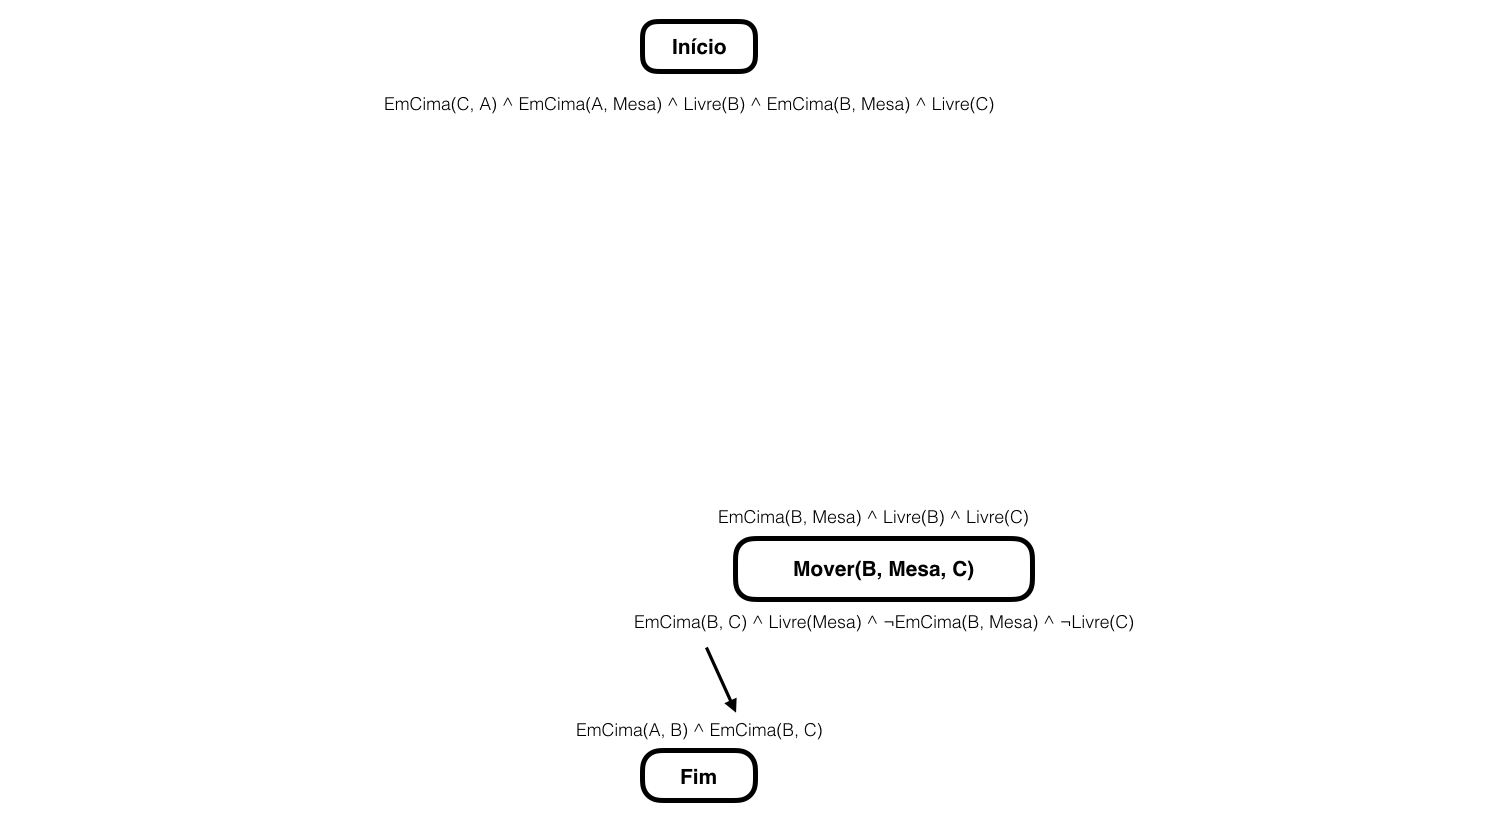 Início
EmCima(C, A) ^ EmCima(A, Mesa) ^ Livre(B) ^ EmCima(B, Mesa) ^ Livre(C)
EmCima(B, Mesa) ^ Livre(B) ^ Livre(C)
Mover(B, Mesa, C)
EmCima(B, C) ^ Livre(Mesa) ^ ¬EmCima(B, Mesa) ^ ¬Livre(C)
EmCima(A, B) ^ EmCima(B, C)
Fim